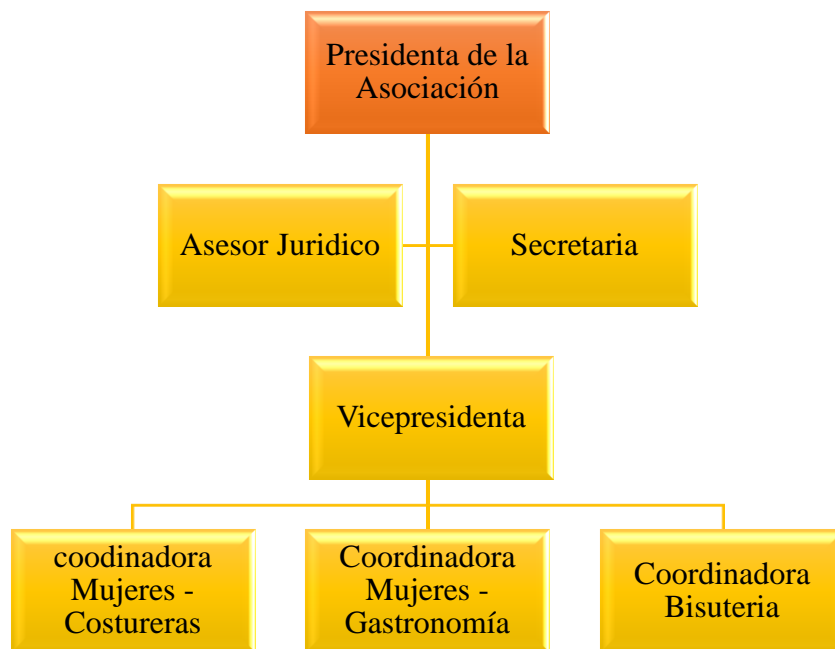 Presidenta de la
Asociación
Asesor Juridico
Secretaria
Vicepresidenta
coodinadora
Mujeres -
Costureras
Coordinadora
Mujeres -
Gastronomía
Coordinadora
Bisuteria